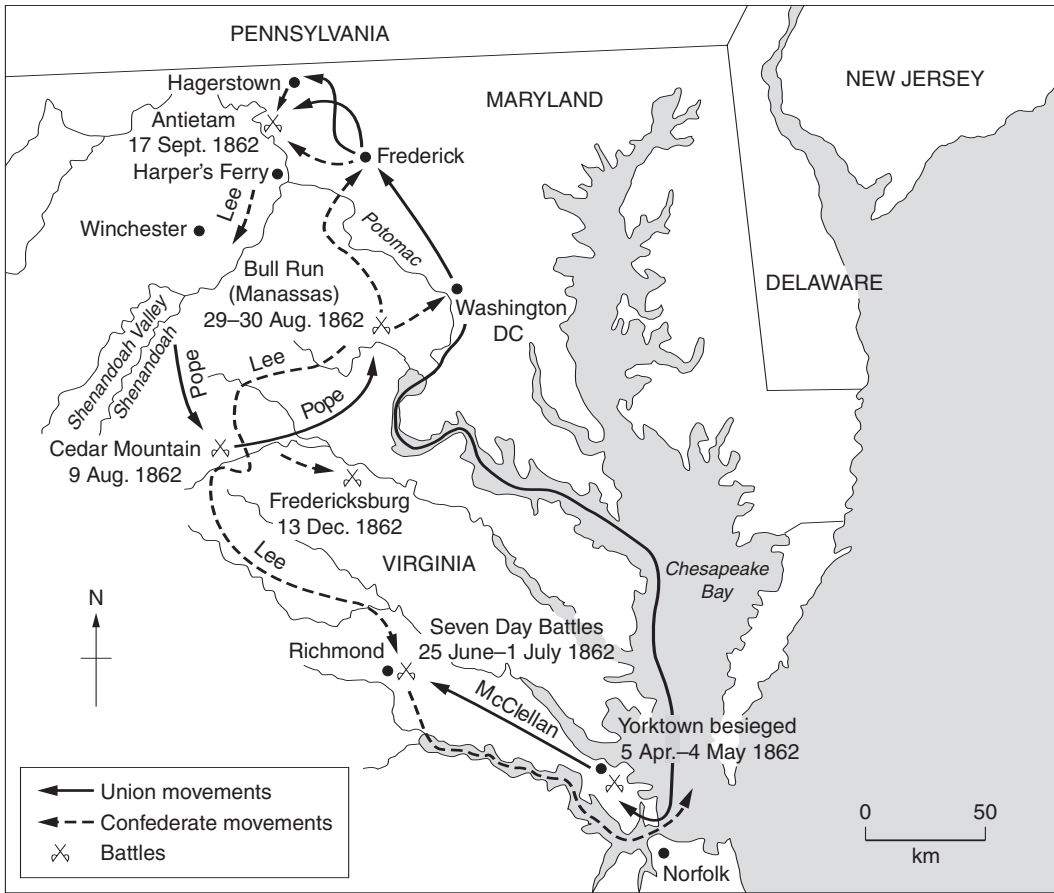 PENNSYLVANIA
NEW JERSEY
Hagerstown
MARYLAND
Antietam
17 Sept. 1862
Frederick
Harper's Ferry
Lee
Winchester
Potomac
Bull Run
(Manassas)
29–30 Aug. 1862
DELAWARE
Washington
DC
Shenandoah Valley
Shenandoah
Pope
Lee
Pope
Cedar Mountain
9 Aug. 1862
Fredericksburg
13 Dec. 1862
Lee
VIRGINIA
Chesapeake
Bay
N
Seven Day Battles
25 June–1 July 1862
Richmond
McClellan
Yorktown besieged
5 Apr.–4 May 1862
Union movements
Confederate movements
Battles
Norfolk
0 50
km